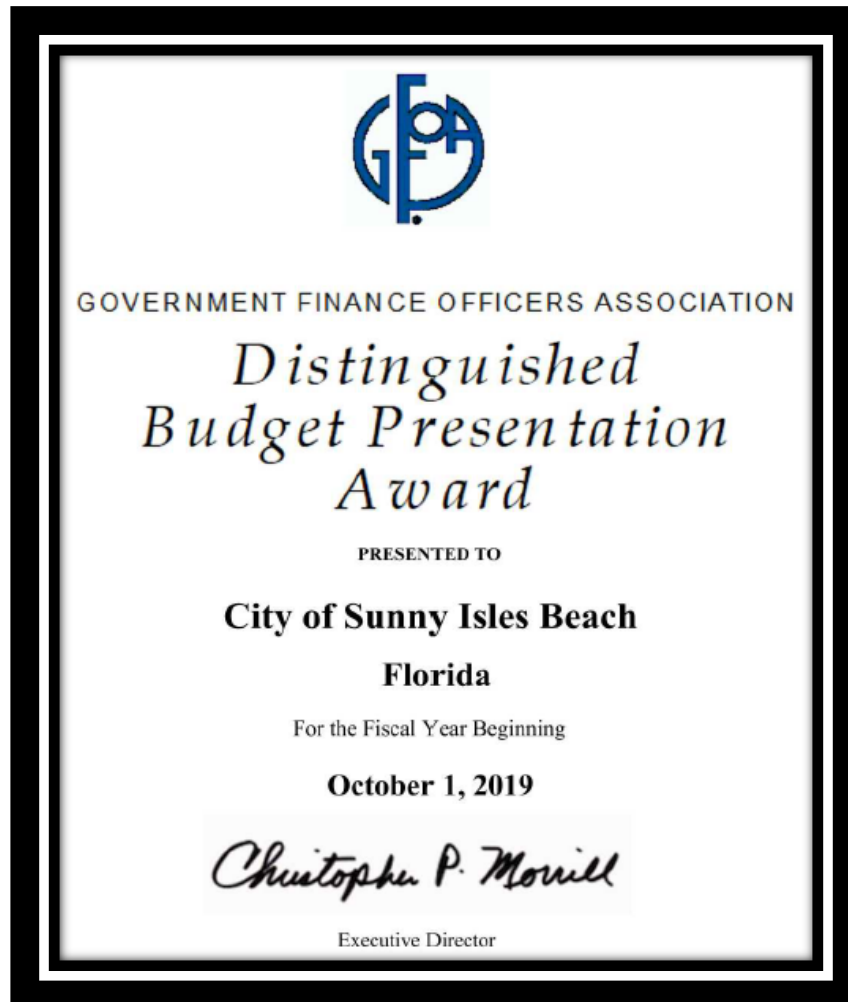 GFOA
GOVERNMENT FINANCE OFFICERS ASSOCIATION
Distinguished
Budget Presentation
Award
PRESENTED TO
City of Sunny Isles Beach
Florida
For the Fiscal Year Beginning
October 1, 2019
Christopher P. Morrill
Executive Director